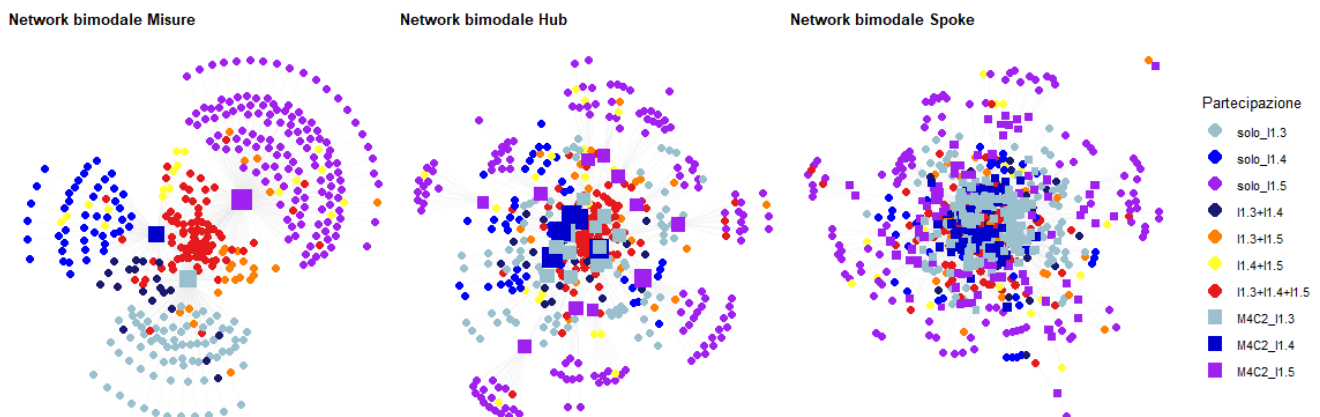 Network bimodale Misure
Network bimodale Hub
Network bimodale Spoke
Partecipazione
solo_I1.3
solo_I1.4
solo_I1.5
I1.3+I1.4
I1.3+I1.5
I1.4+I1.5
I1.3+I1.4+I1.5
M4C2_I1.3
M4C2_I1.4
M4C2_I1.5